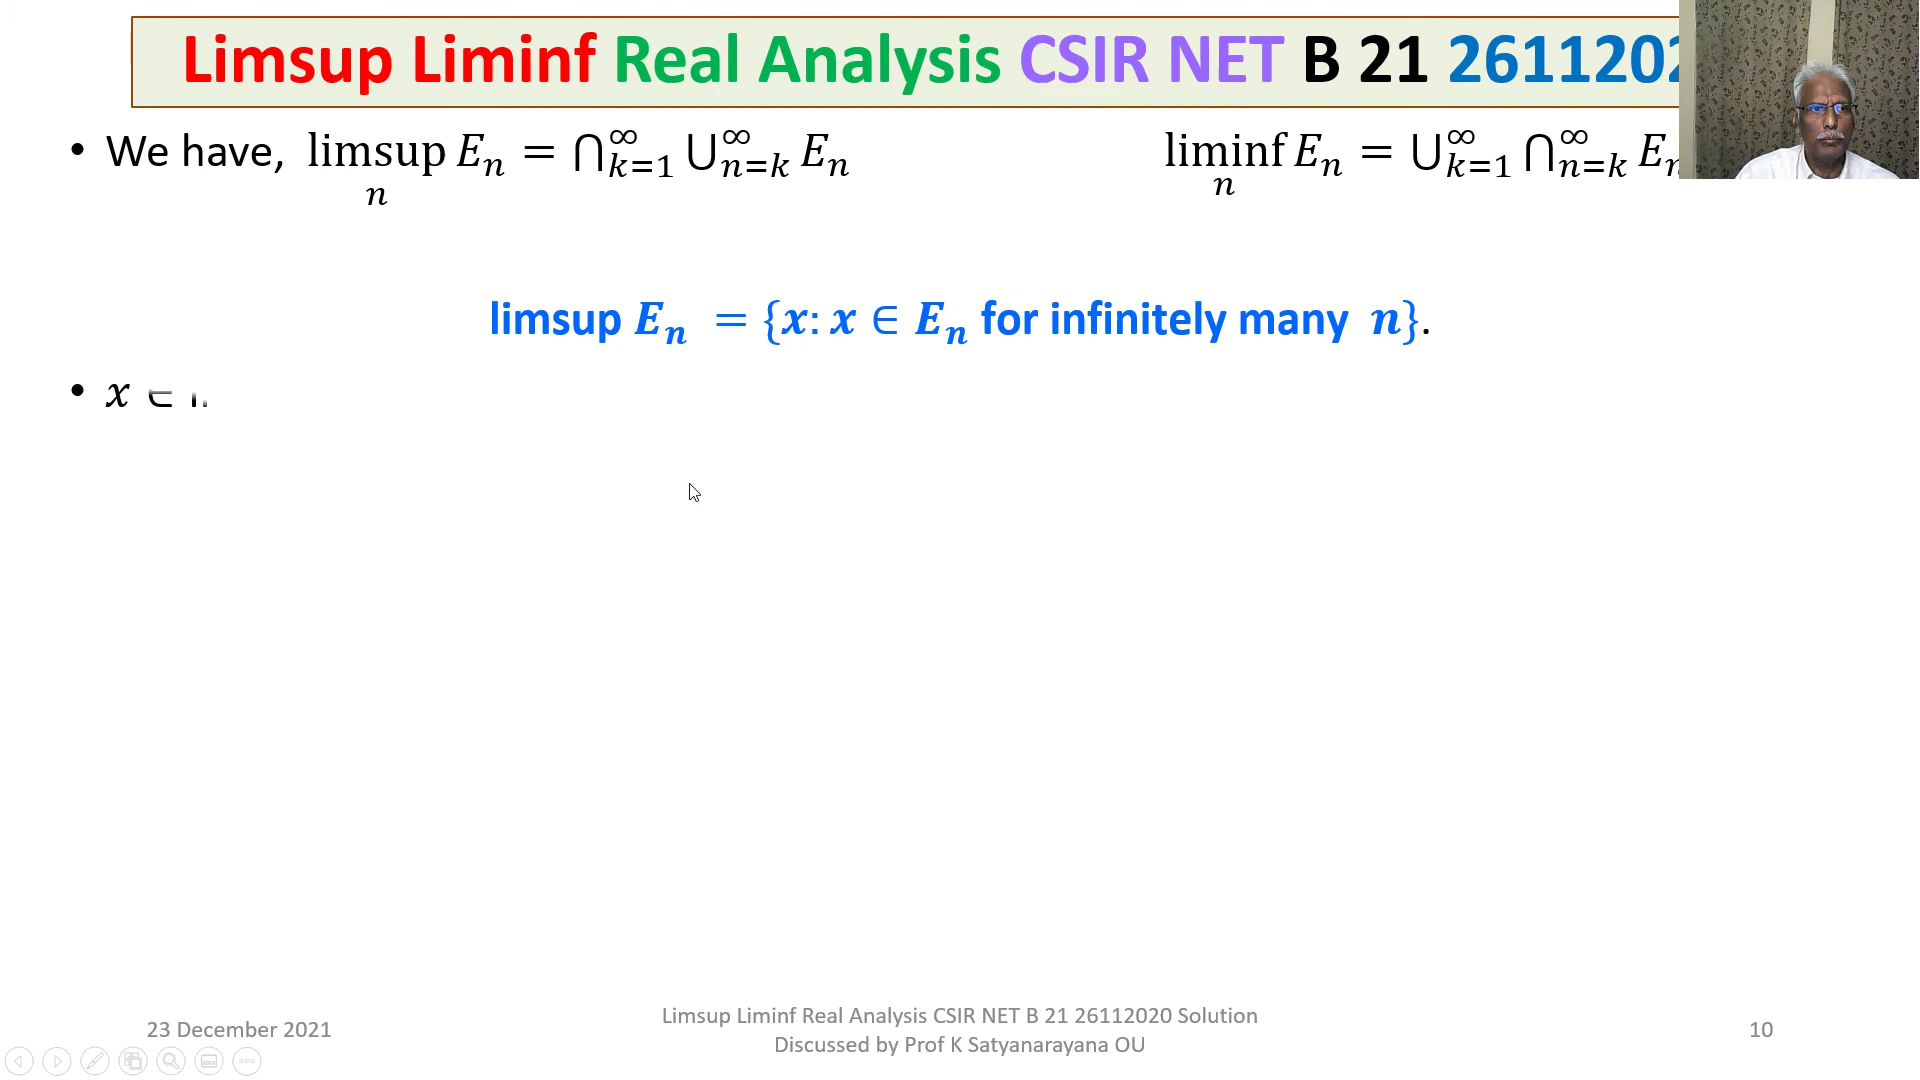 Limsup Liminf Real Analysis CSIR NET B 21 2611202
• We have, limsup_n E_n = ⋂_{k=1}^∞ ⋃_{n=k}^∞ E_n liminf_n E_n = ⋃_{k=1}^∞ ⋂_{n=k}^∞ E_n
limsup E_n = {x: x ∈ E_n for infinitely many n}.
• x ∈
23 December 2021
Limsup Liminf Real Analysis CSIR NET B 21 26112020 Solution
Discussed by Prof K Satyanarayana OU
10